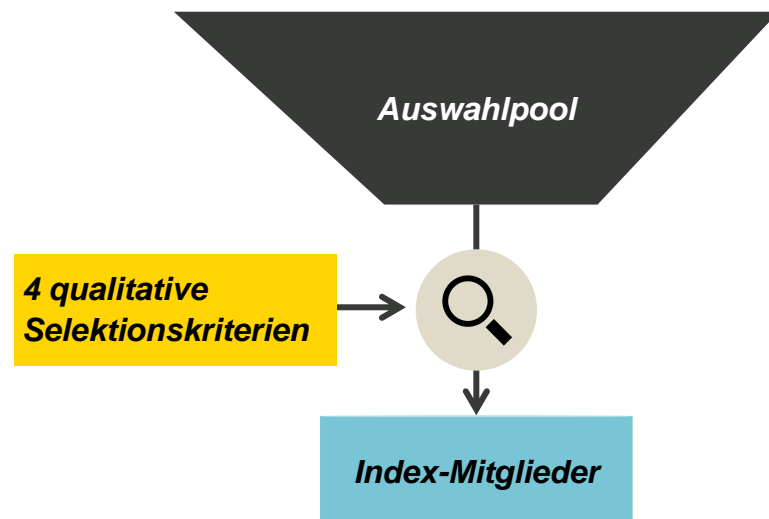 Auswahlpool
4 qualitative
Selektionskriterien
Index-Mitglieder